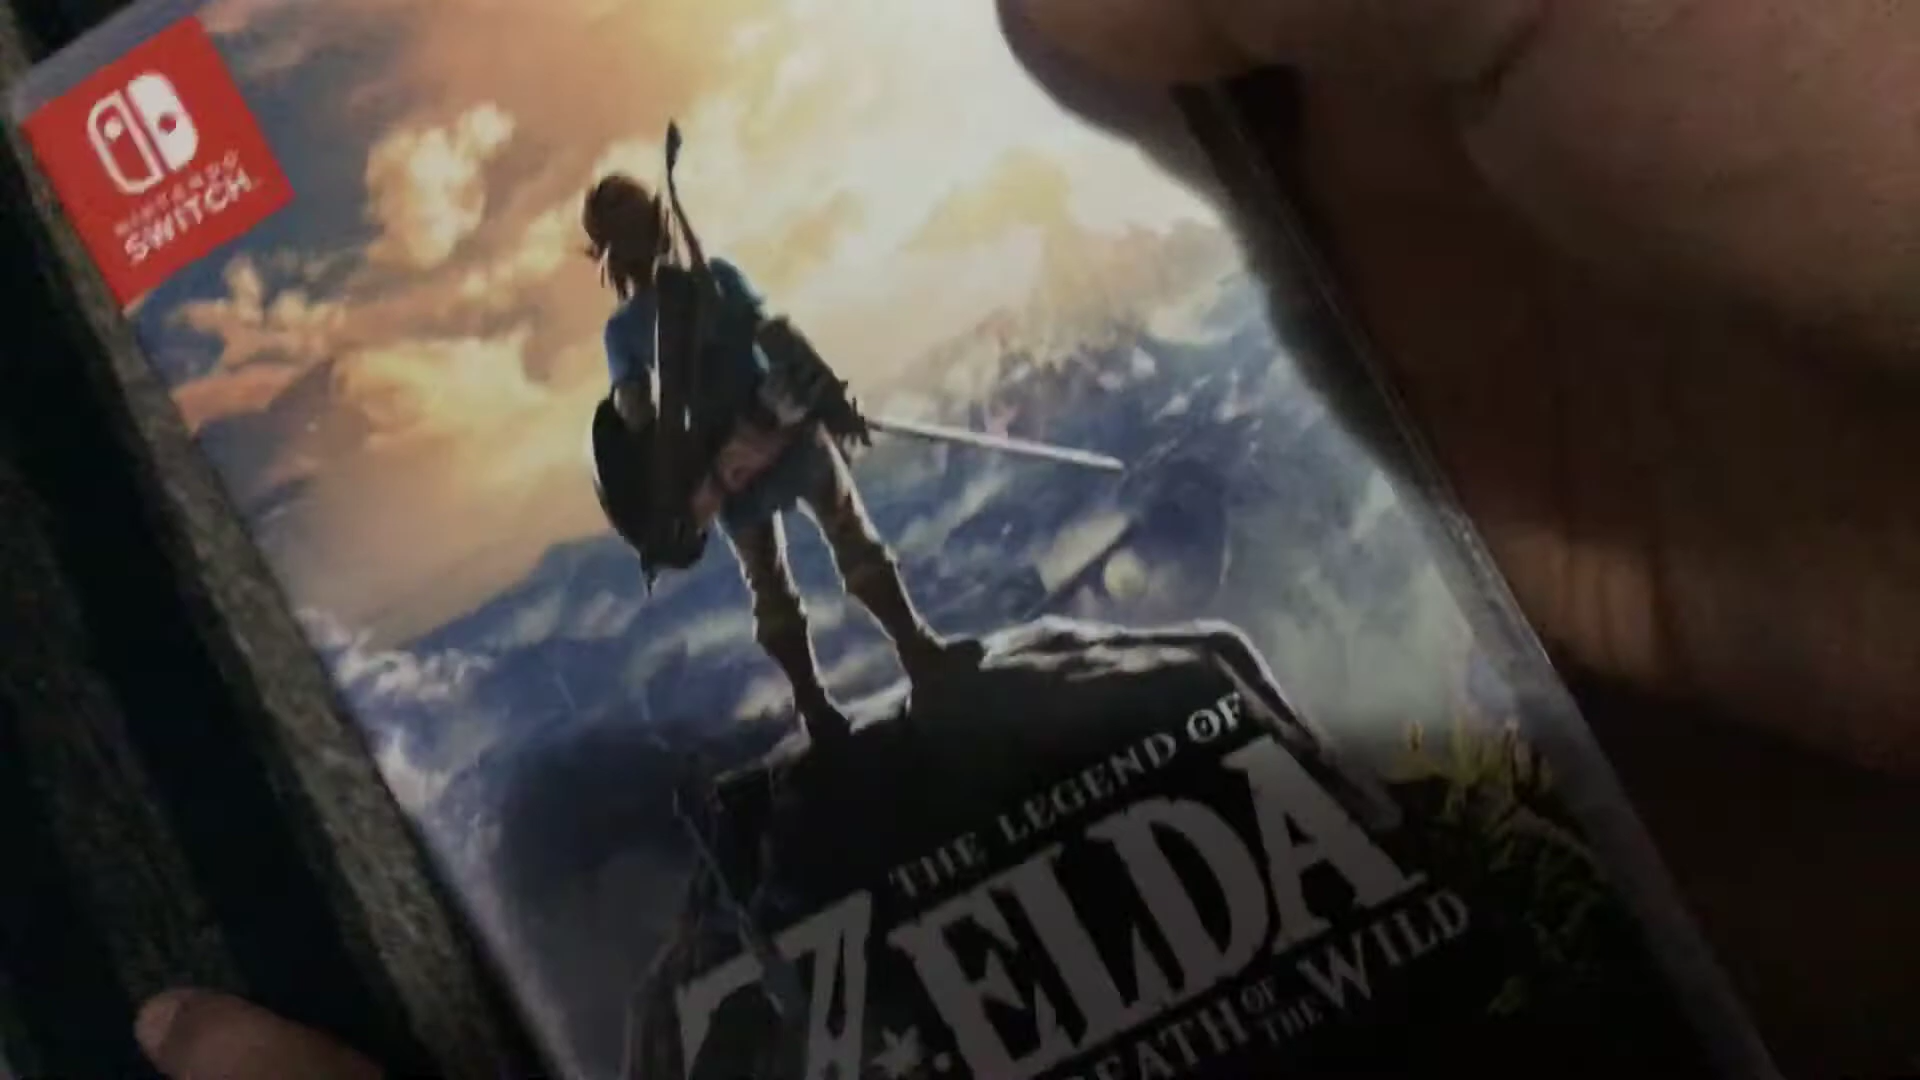 NINTENDO
SWITCH
THE LEGEND OF
ZELDA
BREATH OF THE WILD